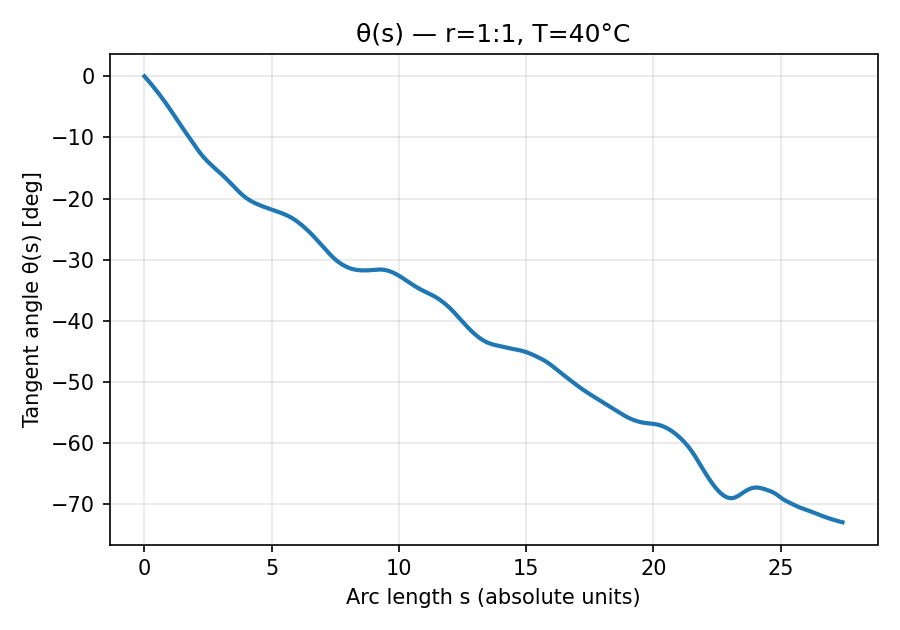 θ(s) — r=1:1, T=40°C
Tangent angle θ(s) [deg]
0
−10
−20
−30
−40
−50
−60
−70
0 5 10 15 20 25
Arc length s (absolute units)